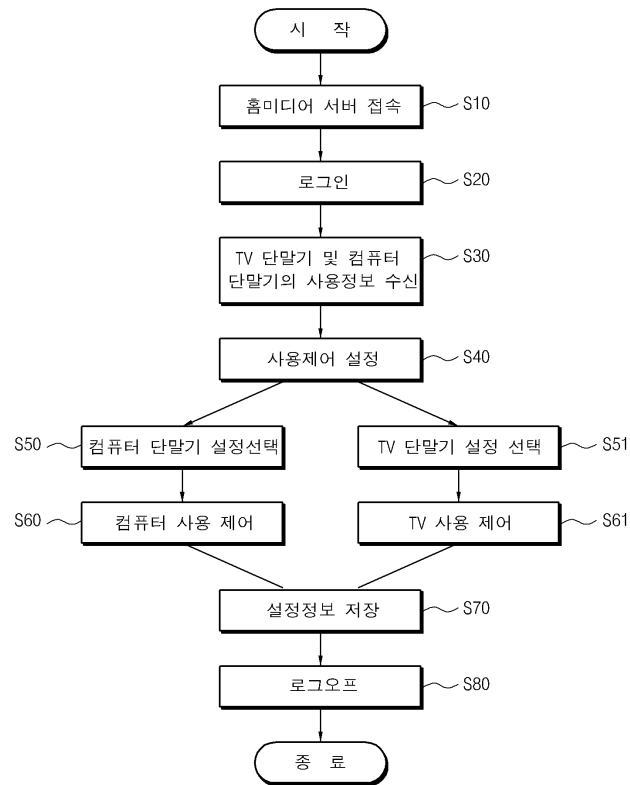 시 작
홈미디어 서버 접속
S10
로그인
S20
TV 단말기 및 컴퓨터
단말기의 사용정보 수신
S30
사용제어 설정
S40
S50
컴퓨터 단말기 설정선택
TV 단말기 설정 선택
S51
S60
컴퓨터 사용 제어
TV 사용 제어
S61
설정정보 저장
S70
로그오프
S80
종 료